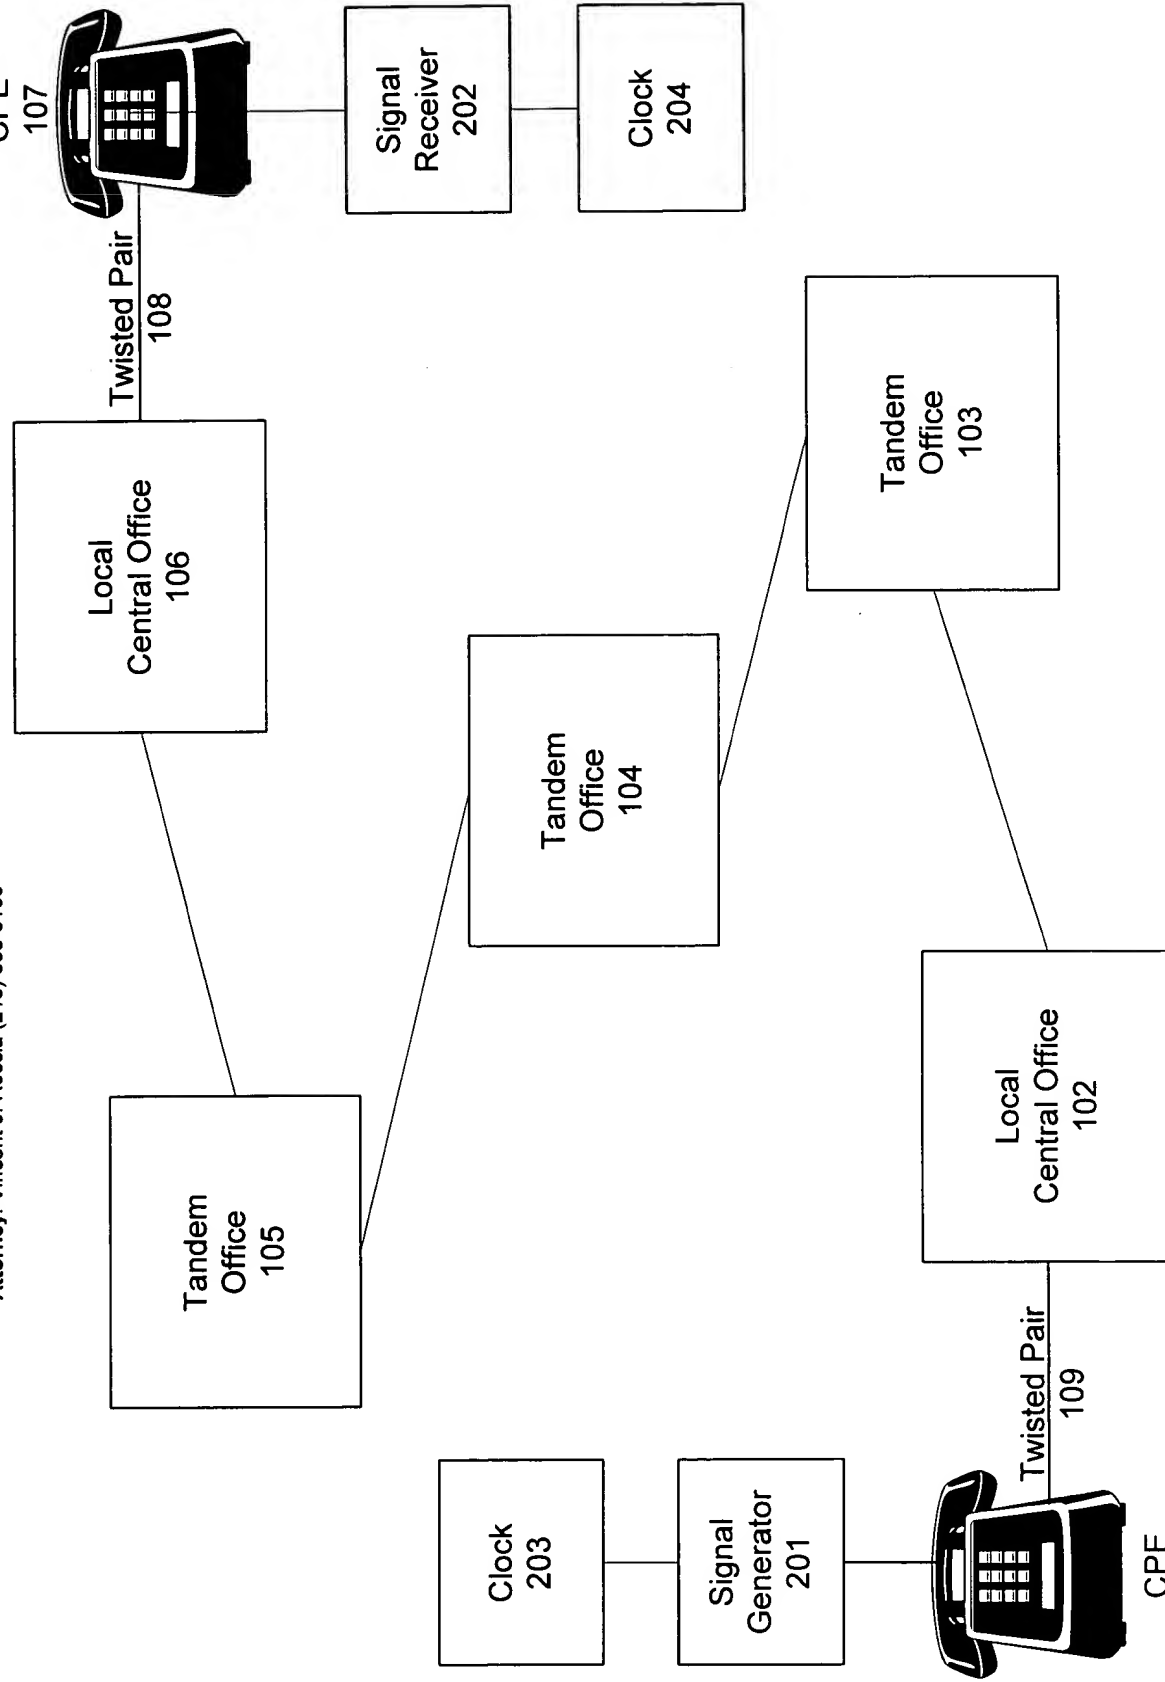 CPE
107
Signal
Receiver
202
Clock
204
Twisted Pair
108
Local
Central Office
106
Tandem
Office
103
Tandem
Office
104
Tandem
Office
105
Local
Central Office
102
Twisted Pair
109
Clock
203
Signal
Generator
201
CPE